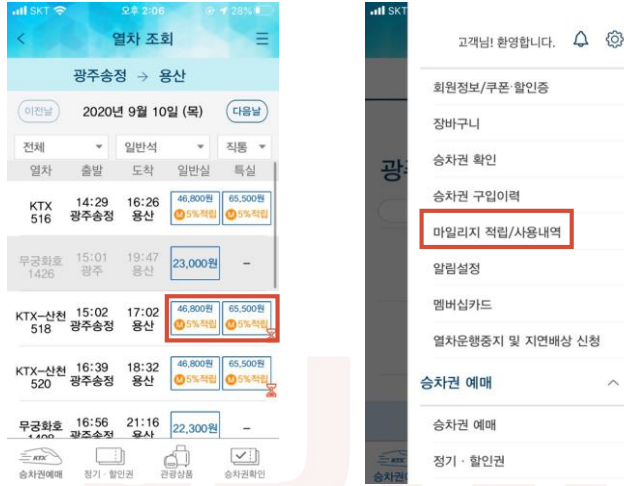 SKT 오후 2:06 28%
열차 조회
광주송정 → 용산
이전날 2020년 9월 10일 (목) 다음날
전체 일반석 직통
열차 출발 도착 일반실 특실
KTX 516 14:29 광주송정 16:26 용산 46,800원 M 5%적립 65,500원 M 5%적립
무궁화호 1426 15:01 광주 19:47 용산 23,000원 –
KTX–산천 518 15:02 광주송정 17:02 용산 46,800원 M 5%적립 65,500원 M 5%적립
KTX–산천 520 16:39 광주송정 18:32 용산 46,800원 M 5%적립 65,500원 M 5%적립
무궁화호 16:56 광주송정 21:16 용산 22,300원 –
KTX
승차권예매 정기·할인권 관광상품 승차권확인
SKT
고객님! 환영합니다.
회원정보/쿠폰·할인증
장바구니
승차권 확인
광
승차권 구입이력
마일리지 적립/사용내역
알림설정
멤버십카드
열차운행중지 및 지연배상 신청
승차권 예매
승차권 예매
정기·할인권
승차권